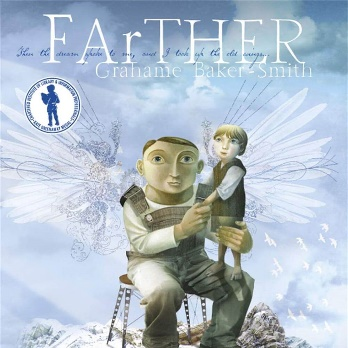 FArTHER
Then the dream spoke to me, and I took up the old wings...
Grahame Baker-Smith